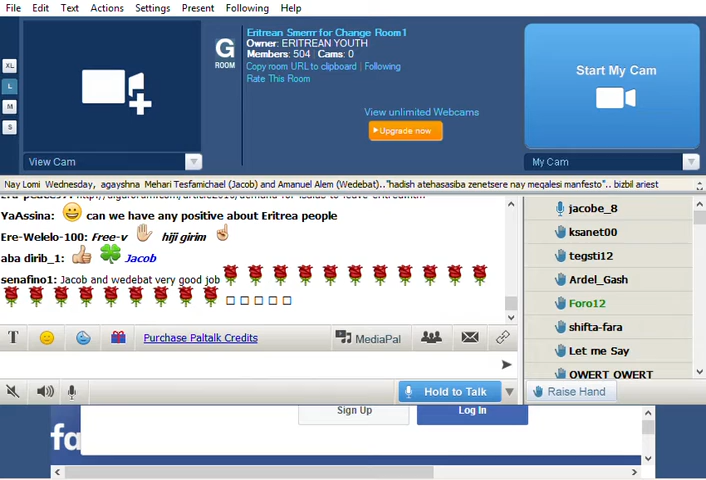 File Edit Text Actions Settings Present Following Help
Eritrean Smerrr for Change Room1
Owner: ERITREAN YOUTH
Members: 504 Cams: 0
Copy room URL to clipboard | Following
Rate This Room
G
ROOM
XL
L
M
S
View unlimited Webcams
Upgrade now
Start My Cam
View Cam
My Cam
Nay Lomi Wednesday, agayshna Mehari Tesfamichael (Jacob) and Amanuel Alem (Wedebat).."hadish atehasasiba zenetsere nay meqalesi manfesto".. bizbil ariest
YaAssina: can we have any positive about Eritrea people
Ere-Welelo-100: Free-v hiji girim
aba dirib_1: Jacob
senafino1: Jacob and wedebat very good job
jacobe_8
ksanet00
tegsti12
Ardel_Gash
Foro12
shifta-fara
Let me Say
OWERT OWERT
T Purchase Paltalk Credits MediaPal
Hold to Talk
Raise Hand
fa
Sign Up Log In